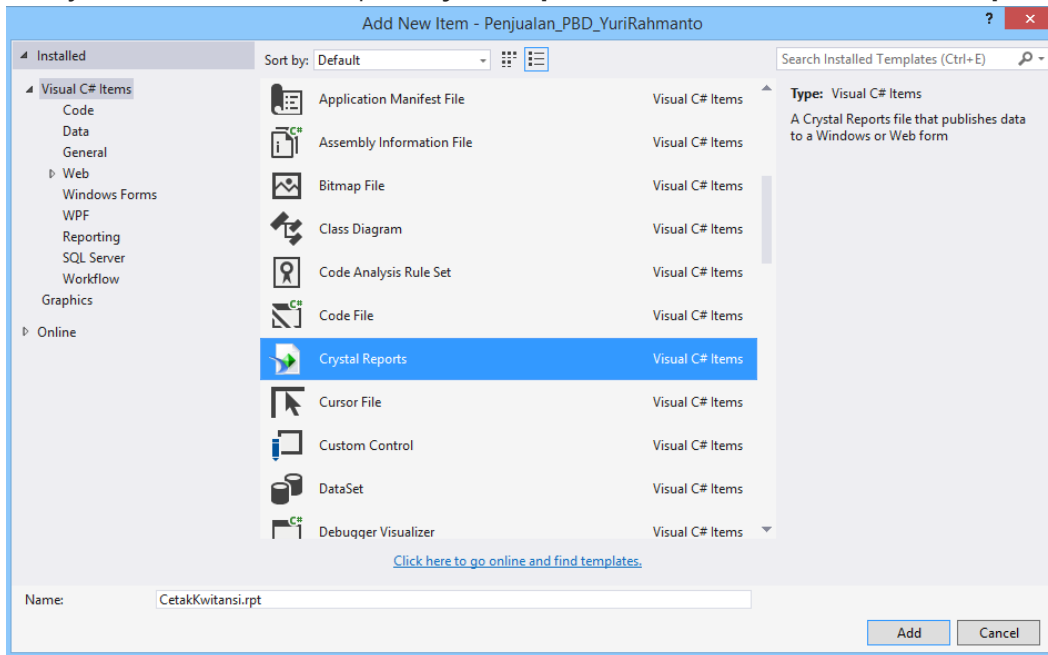 Add New Item - Penjualan_PBD_YuriRahmanto
? ×
Installed
Sort by: Default
Search Installed Templates (Ctrl+E)
Visual C# Items
Code
Data
General
Web
Windows Forms
WPF
Reporting
SQL Server
Workflow
Graphics
Online
Application Manifest File Visual C# Items
Assembly Information File Visual C# Items
Bitmap File Visual C# Items
Class Diagram Visual C# Items
Code Analysis Rule Set Visual C# Items
Code File Visual C# Items
Crystal Reports Visual C# Items
Cursor File Visual C# Items
Custom Control Visual C# Items
DataSet Visual C# Items
Debugger Visualizer Visual C# Items
Type: Visual C# Items
A Crystal Reports file that publishes data
to a Windows or Web form
Click here to go online and find templates.
Name: CetakKwitansi.rpt
Add Cancel